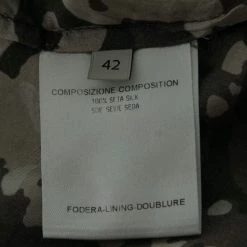 42
COMPOSIZIONE COMPOSITION
100% SETA SILK
SOIE SEIDE SEDA
FODERA-LINING-DOUBLURE